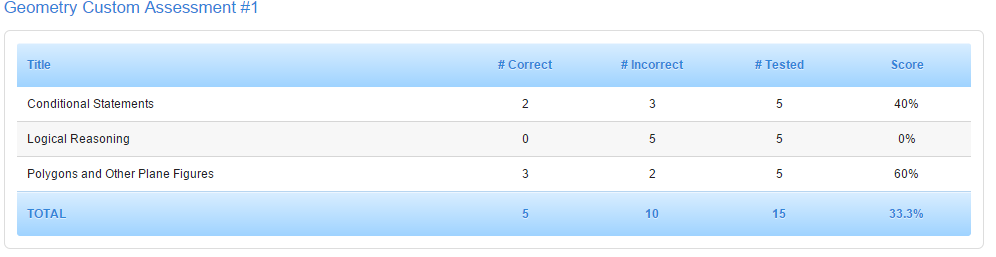 Geometry Custom Assessment #1
Title # Correct # Incorrect # Tested Score
Conditional Statements 2 3 5 40%
Logical Reasoning 0 5 5 0%
Polygons and Other Plane Figures 3 2 5 60%
TOTAL 5 10 15 33.3%